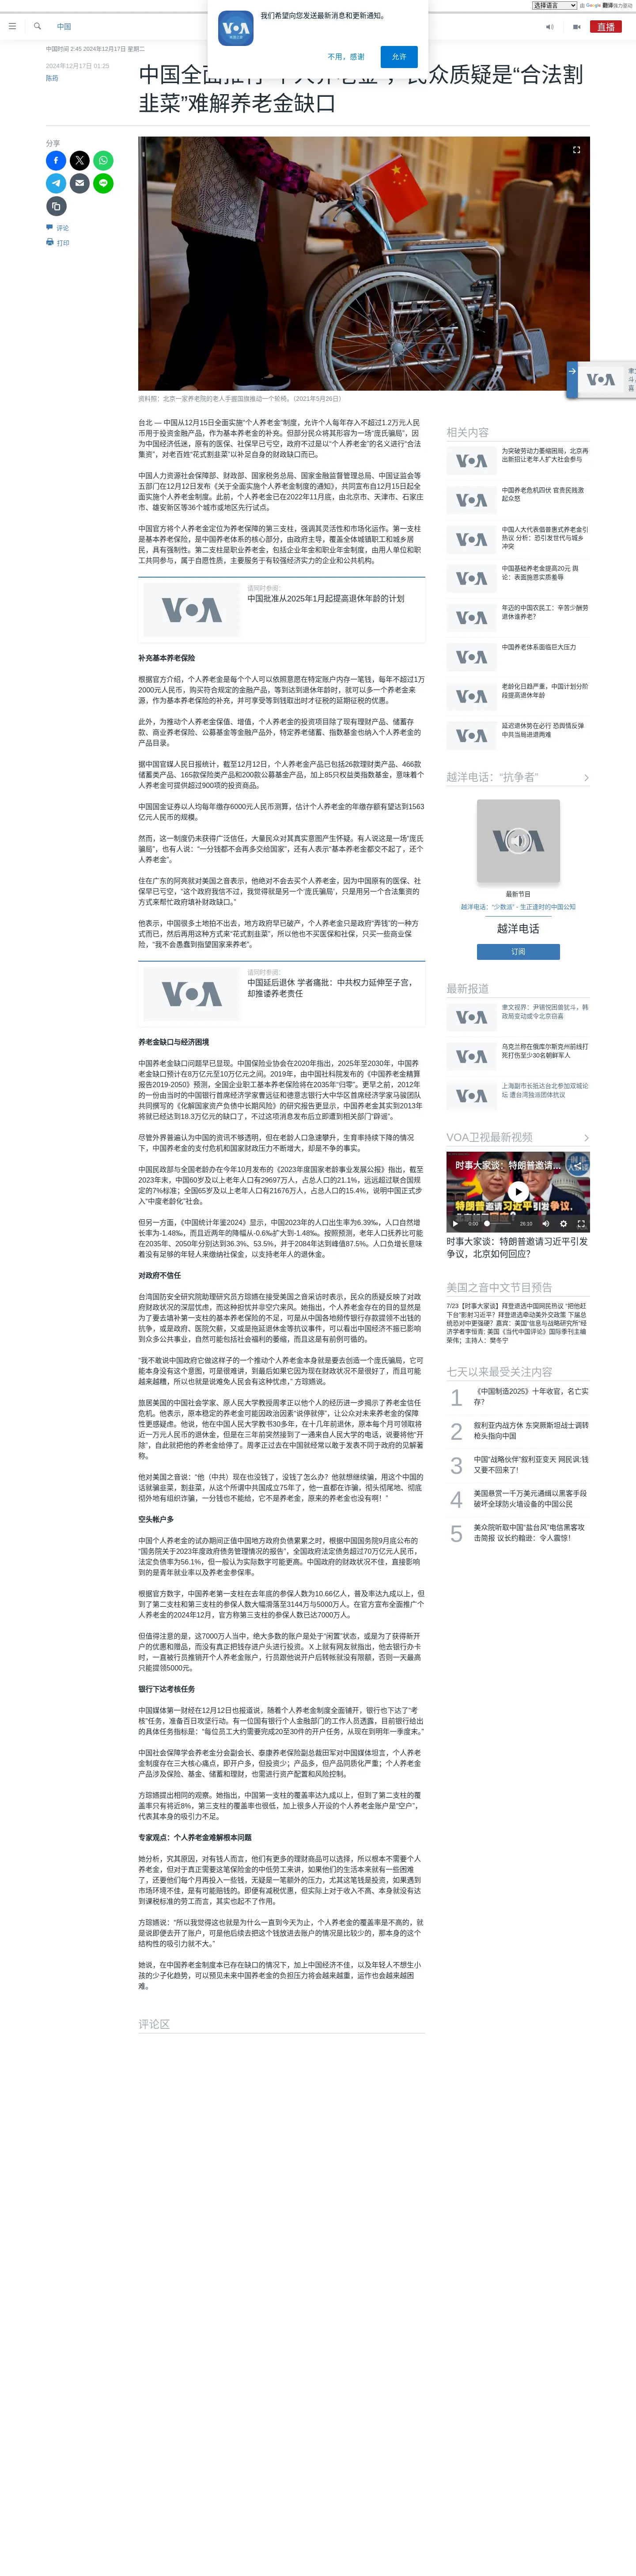 选择语言
由 Google 翻译强力驱动
我们希望向您发送最新消息和更新通知。
不用，感谢
允许
中国
直播
中国时间 2:45 2024年12月17日 星期二
2024年12月17日 01:25
陈筠
割
韭菜”难解养老金缺口
分享
评论
打印
资料照：北京一家养老院的老人手握国旗推动一个轮椅。（2021年5月26日）
台北 — 中国从12月15日全面实施“个人养老金”制度，允许个人每年存入不超过1.2万元人民
币用于投资金融产品，作为基本养老金的补充。但部分民众将其形容为一场“庞氏骗局”，因
为中国经济低迷，原有的医保、社保早已亏空，政府不过是以“个人养老金”的名义进行“合法
集资”，对老百姓“花式割韭菜”以补足自身的财政缺口而已。
中国人力资源社会保障部、财政部、国家税务总局、国家金融监督管理总局、中国证监会等
五部门在12月12日发布《关于全面实施个人养老金制度的通知》，共同宣布自12月15日起全
面实施个人养老金制度。此前，个人养老金已在2022年11月底，由北京市、天津市、石家庄
市、雄安新区等36个城市或地区先行试点。
中国官方将个人养老金定位为养老保障的第三支柱，强调其灵活性和市场化运作。第一支柱
是基本养老保险，是中国养老体系的核心部分，由政府主导，覆盖全体城镇职工和城乡居
民，具有强制性。第二支柱是职业养老金，包括企业年金和职业年金制度，由用人单位和职
工共同参与，属于自愿性质，主要服务于有较强经济实力的企业和公共机构。
请同时参阅：
中国批准从2025年1月起提高退休年龄的计划
补充基本养老保险
根据官方介绍，个人养老金是每个个人可以依照意愿在特定账户内存一笔钱，每年不超过1万
2000元人民币，购买符合规定的金融产品，等到达到退休年龄时，就可以多一个养老金来
源，作为基本养老保险的补充，并可享受等到钱取出时才征税的延期征税的优惠。
此外，为推动个人养老金保值、增值，个人养老金的投资项目除了现有理财产品、储蓄存
款、商业养老保险、公募基金等金融产品外，特定养老储蓄、指数基金也纳入个人养老金的
产品目录。
据中国官媒人民日报统计，截至12月12日，个人养老金产品已包括26款理财类产品、466款
储蓄类产品、165款保险类产品和200款公募基金产品，加上85只权益类指数基金，意味着个
人养老金可提供超过900项的投资商品。
中国国金证券以人均每年缴存6000元人民币测算，估计个人养老金的年缴存额有望达到1563
亿元人民币的规模。
然而，这一制度仍未获得广泛信任，大量民众对其真实意图产生怀疑。有人说这是一场“庞氏
骗局”，也有人说：“一分钱都不会再多交给国家”，还有人表示“基本养老金都交不起了，还个
人养老金”。
住在广东的阿亮就对美国之音表示，他绝对不会去买个人养老金，因为中国原有的医保、社
保早已亏空，“这个政府我信不过，我觉得就是另一个‘庞氏骗局’，只是用另一个合法集资的
方式来帮忙政府填补财政缺口。”
他表示，中国很多土地拍不出去，地方政府早已破产，个人养老金只是政府“弄钱”的一种方
式而已，然后再用这种方式来“花式割韭菜”，所以他也不买医保和社保，只买一些商业保
险，“我不会愚蠢到指望国家来养老”。
请同时参阅：
中国延后退休 学者痛批：中共权力延伸至子宫，
却推诿养老责任
养老金缺口与经济困境
中国养老金缺口问题早已显现。中国保险业协会在2020年指出，2025年至2030年，中国养
老金缺口预计在8万亿元至10万亿元之间。2019年，由中国社科院发布的《中国养老金精算
报告2019-2050》预测，全国企业职工基本养老保险将在2035年“归零”。更早之前，2012年
的一份由当时的中国银行首席经济学家曹远征和德意志银行大中华区首席经济学家马骏团队
共同撰写的《化解国家资产负债中长期风险》的研究报告更显示，中国养老金其实到2013年
将就已经达到18.3万亿元的缺口了，不过这项消息发布后立即遭到相关部门“辟谣”。
尽管外界普遍认为中国的资讯不够透明，但在老龄人口急速攀升，生育率持续下降的情况
下，中国养老金的支付危机和国家财政压力不断增大，却是不争的事实。
中国民政部与全国老龄办在今年10月发布的《2023年度国家老龄事业发展公报》指出，截至
2023年末，中国60岁及以上老年人口有29697万人，占总人口的21.1%，远远超过联合国规
定的7%标准；全国65岁及以上老年人口有21676万人，占总人口的15.4%，说明中国正式步
入“中度老龄化”社会。
但另一方面，《中国统计年鉴2024》显示，中国2023年的人口出生率为6.39‰，人口自然增
长率为-1.48‰，而且近两年的降幅从-0.6‰扩大到-1.48‰。按照预测，老年人口抚养比可能
在2035年、2050年分别达到36.3%、53.5%，并于2084年达到峰值87.5%。人口负增长意味
着没有足够的年轻人来缴纳社保金，以支持老年人的退休金。
对政府不信任
台湾国防安全研究院助理研究员方琮嬿在接受美国之音采访时表示，民众的质疑反映了对政
府财政状况的深层忧虑，而这种担忧并非空穴来风。她指出，个人养老金存在的目的显然是
为了要去填补第一支柱的基本养老保险的不足，可是从中国各地频传银行存款提领不出钱的
抗争，或是政府、医院欠薪，又或是拖延退休金等抗议事件，可以看出中国经济不振已影响
到众多公共事业，自然可能包括社会福利的萎缩，而且这是有前例可循的。
“我不敢说中国政府它做这样子的一个推动个人养老金本身就是要去创造一个庞氏骗局，它可
能本身没有这个意图，可是很难讲，到最后如果它因为现在财政状况不是很好了，而且可能
越来越糟，所以也就是说难免人民会有这种忧虑，”方琮嬿说。
旅居美国的中国社会学家、原人民大学教授周孝正以他个人的经历进一步揭示了养老金信任
危机。他表示，原本稳定的养老金可能因政治因素“说停就停”，让公众对未来养老金的保障
性更感疑虑。他说，他在中国人民大学教书30多年，在十几年前开始领退休金，原本每个月
近一万元人民币的退休金，但是在三年前突然接到了一通来自人民大学的电话，说要将他“开
除”，自此就把他的养老金给停了。周孝正过去在中国就经常以敢于发表不同于政府的见解著
称。
他对美国之音说：“他（中共）现在也没钱了，没钱了怎么办？他就想继续骗，用这个中国的
话就骗韭菜，割韭菜，从这个所谓中共国成立75年了，他一直都在诈骗，彻头彻尾地、彻底
彻外地有组织诈骗，一分钱也不能给，它不是养老金，原来的养老金也没有啊！”
空头帐户多
中国个人养老金的试办期间正值中国地方政府负债累累之时，根据中国国务院9月底公布的
“国务院关于2023年度政府债务管理情况的报告”，全国政府法定债务超过70万亿元人民币，
法定负债率为56.1%，但一般认为实际数字可能更高。中国政府的财政状况不佳，直接影响
到的是青年就业率以及养老金参保率。
根据官方数字，中国养老第一支柱在去年底的参保人数为10.66亿人，普及率达九成以上，但
到了第二支柱和第三支柱的参保人数大幅滑落至3144万与5000万人。在官方宣布全面推广个
人养老金的2024年12月，官方称第三支柱的参保人数已达7000万人。
但值得注意的是，这7000万人当中，绝大多数的账户是处于“闲置”状态，或是为了获得新开
户的优惠和赠品，而没有真正把钱存进户头进行投资。 X 上就有网友就指出，他去银行办卡
时，一直被行员推销开个人养老金账户，行员跟他说开户后转帐就没有限额，否则一天最高
只能提领5000元。
银行下达考核任务
中国媒体第一财经在12月12日也报道说，随着个人养老金制度全面铺开，银行也下达了“考
核”任务，准备百日攻坚行动。有一位国有银行个人金融部门的工作人员透露，目前银行给出
的具体任务指标是：“每位员工大约需要完成20至30件的开户任务，从现在到明年一季度末。”
中国社会保障学会养老金分会副会长、泰康养老保险副总裁田军对中国媒体坦言，个人养老
金制度存在三大核心痛点，即开户多，但投资少；产品多，但产品同质化严重；个人养老金
产品涉及保险、基金、储蓄和理财，也需进行资产配置和风险控制。
方琮嬿提出相同的观察。她指出，中国第一支柱的覆盖率达九成以上，但到了第二支柱的覆
盖率只有将近8%，第三支柱的覆盖率也很低，加上很多人开设的个人养老金账户是“空户”，
代表其本身的吸引力不足。
专家观点：个人养老金难解根本问题
她分析，究其原因，对有钱人而言，他们有更多的理财商品可以选择，所以根本不需要个人
养老金，但对于真正需要这笔保险金的中低劳工来讲，如果他们的生活本来就有一些困难
了，还要他们每个月再投入一些钱，无疑是一笔额外的压力，尤其这笔钱是投资，如果遇到
市场环境不佳，是有可能赔钱的。即便有减税优惠，但实际上对于收入不高、本身就没有达
到课税标准的劳工而言，其实也起不了作用。
方琮嬿说：“所以我觉得这也就是为什么一直到今天为止，个人养老金的覆盖率是不高的，就
是说即便去开了账户，可是他后续去把这个钱放进去账户的情况是比较少的，那本身的这个
结构性的吸引力就不大。”
她说，在中国养老金制度本已存在缺口的情况下，加上中国经济不佳，以及年轻人不想生小
孩的少子化趋势，可以预见未来中国养老金的负担压力将会越来越重，运作也会越来越困
难。
评论区
相关内容
为突破劳动力萎缩困局，北京再
出新招让老年人扩大社会参与
中国养老危机四伏 官贵民贱激
起众怒
中国人大代表倡普惠式养老金引
热议 分析：恐引发世代与城乡
冲突
中国基础养老金提高20元 舆
论：表面施恩实质羞辱
年迈的中国农民工：辛苦少酬劳
退休谁养老？
中国养老体系面临巨大压力
老龄化日趋严重，中国计划分阶
段提高退休年龄
延迟退休势在必行 恐舆情反弹
中共当局进退两难
越洋电话：“抗争者”
最新节目
越洋电话：“少数派” - 生正逢时的中国公知
越洋电话
订阅
最新报道
聿文视界：尹锡悦困兽犹斗，韩
政局变动或令北京窃喜
乌克兰称在俄库尔斯克州前线打
死打伤至少30名朝鲜军人
上海副市长抵达台北参加双城论
坛 遭台湾独派团体抗议
VOA卫视最新视频
时事大家谈：特朗普邀请...
0:00
26:10
时事大家谈：特朗普邀请习近平引发
争议，北京如何回应？
美国之音中文节目预告
7/23【时事大家谈】拜登退选中国网民热议 “把他赶
下台”影射习近平？拜登退选牵动美外交政策 下届总
统恐对中更强硬？嘉宾：美国“信息与战略研究所”经
济学者李恒青; 美国《当代中国评论》国际季刊主编
荣伟；主持人：樊冬宁
七天以来最受关注内容
1
《中国制造2025》十年收官，名亡实
存？
2
叙利亚内战方休 东突厥斯坦战士调转
枪头指向中国
3
中国“战略伙伴”叙利亚变天 网民讽:钱
又要不回来了!
4
美国悬赏一千万美元通缉以黑客手段
破坏全球防火墙设备的中国公民
5
美众院听取中国“盐台风”电信黑客攻
击简报 议长约翰逊：令人震惊!